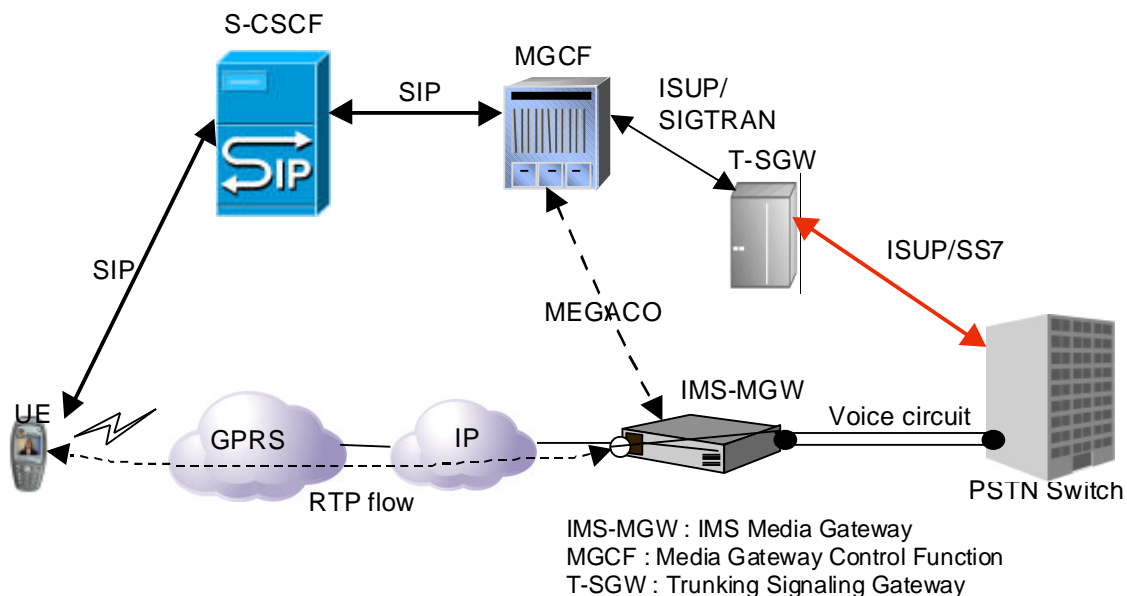 S-CSCF
MGCF
SIP
ISUP/
SIGTRAN
T-SGW
SIP
ISUP/SS7
SIP
MEGACO
IMS-MGW
UE
Voice circuit
GPRS
IP
RTP flow
PSTN Switch
IMS-MGW : IMS Media Gateway
MGCF : Media Gateway Control Function
T-SGW : Trunking Signaling Gateway